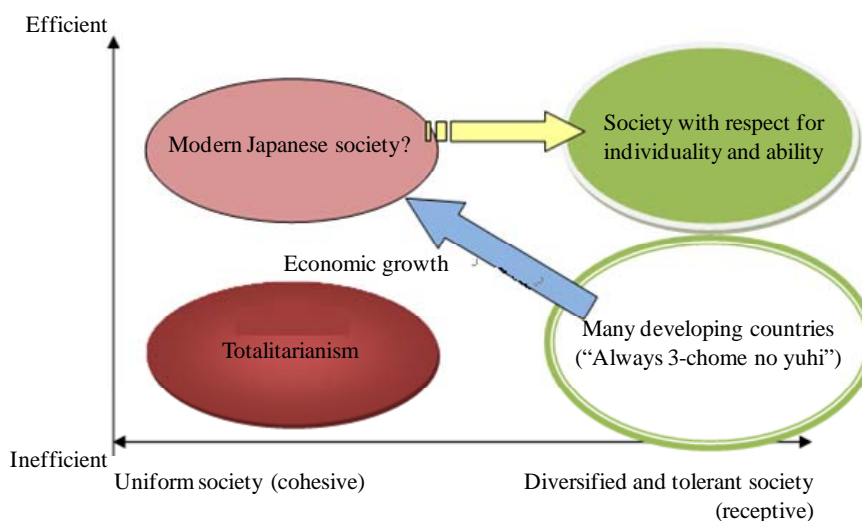 Efficient
Modern Japanese society?
Society with respect for
individuality and ability
Economic growth
Totalitarianism
Many developing countries
(“Always 3-chome no yuhi”)
Inefficient
Uniform society (cohesive)
Diversified and tolerant society
(receptive)